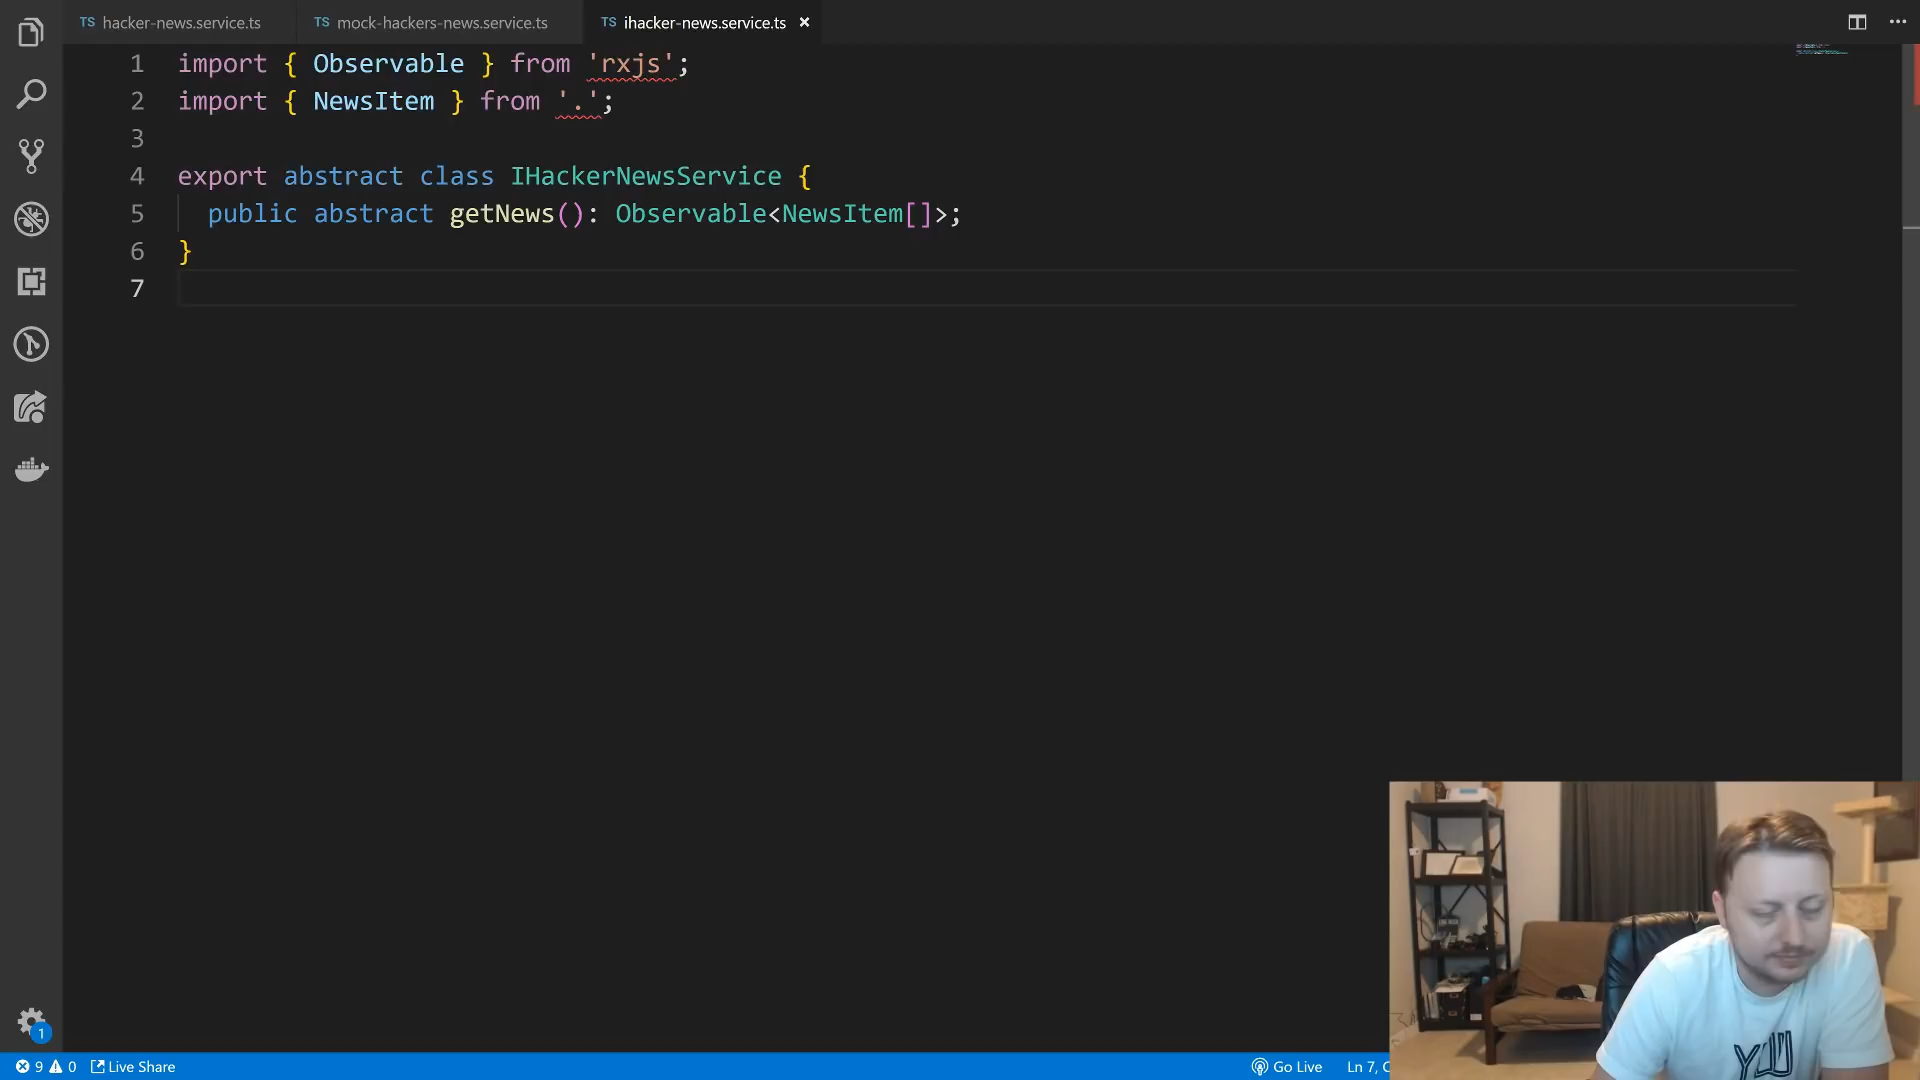 TS hacker-news.service.ts
TS mock-hackers-news.service.ts
TS ihacker-news.service.ts ×
1 import { Observable } from 'rxjs';
2 import { NewsItem } from '.';
3
4 export abstract class IHackerNewsService {
5 public abstract getNews(): Observable<NewsItem[]>;
6 }
7
1
9 0 Live Share
Go Live
Ln 7, C